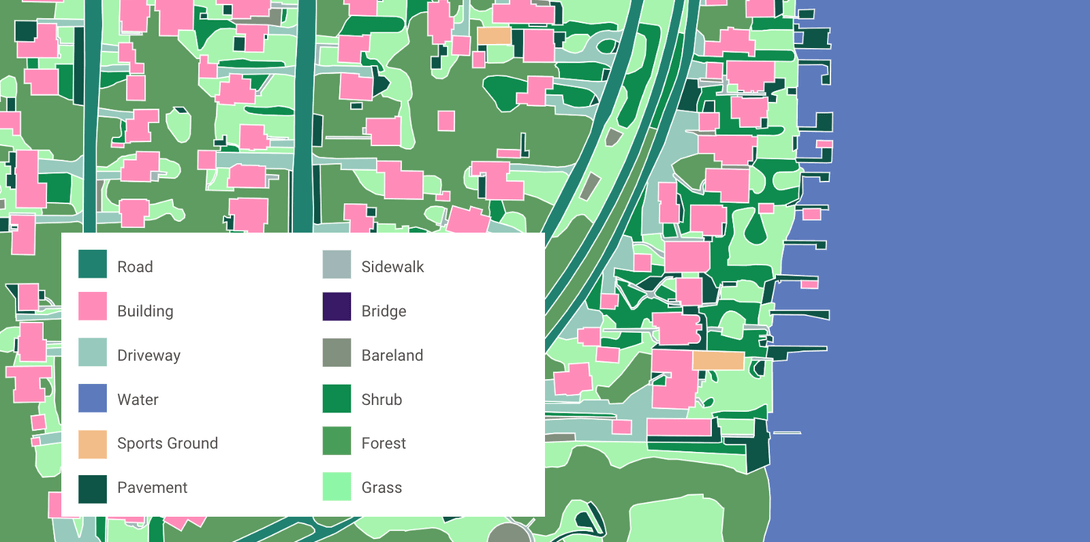 Road
Building
Driveway
Water
Sports Ground
Pavement
Sidewalk
Bridge
Bareland
Shrub
Forest
Grass